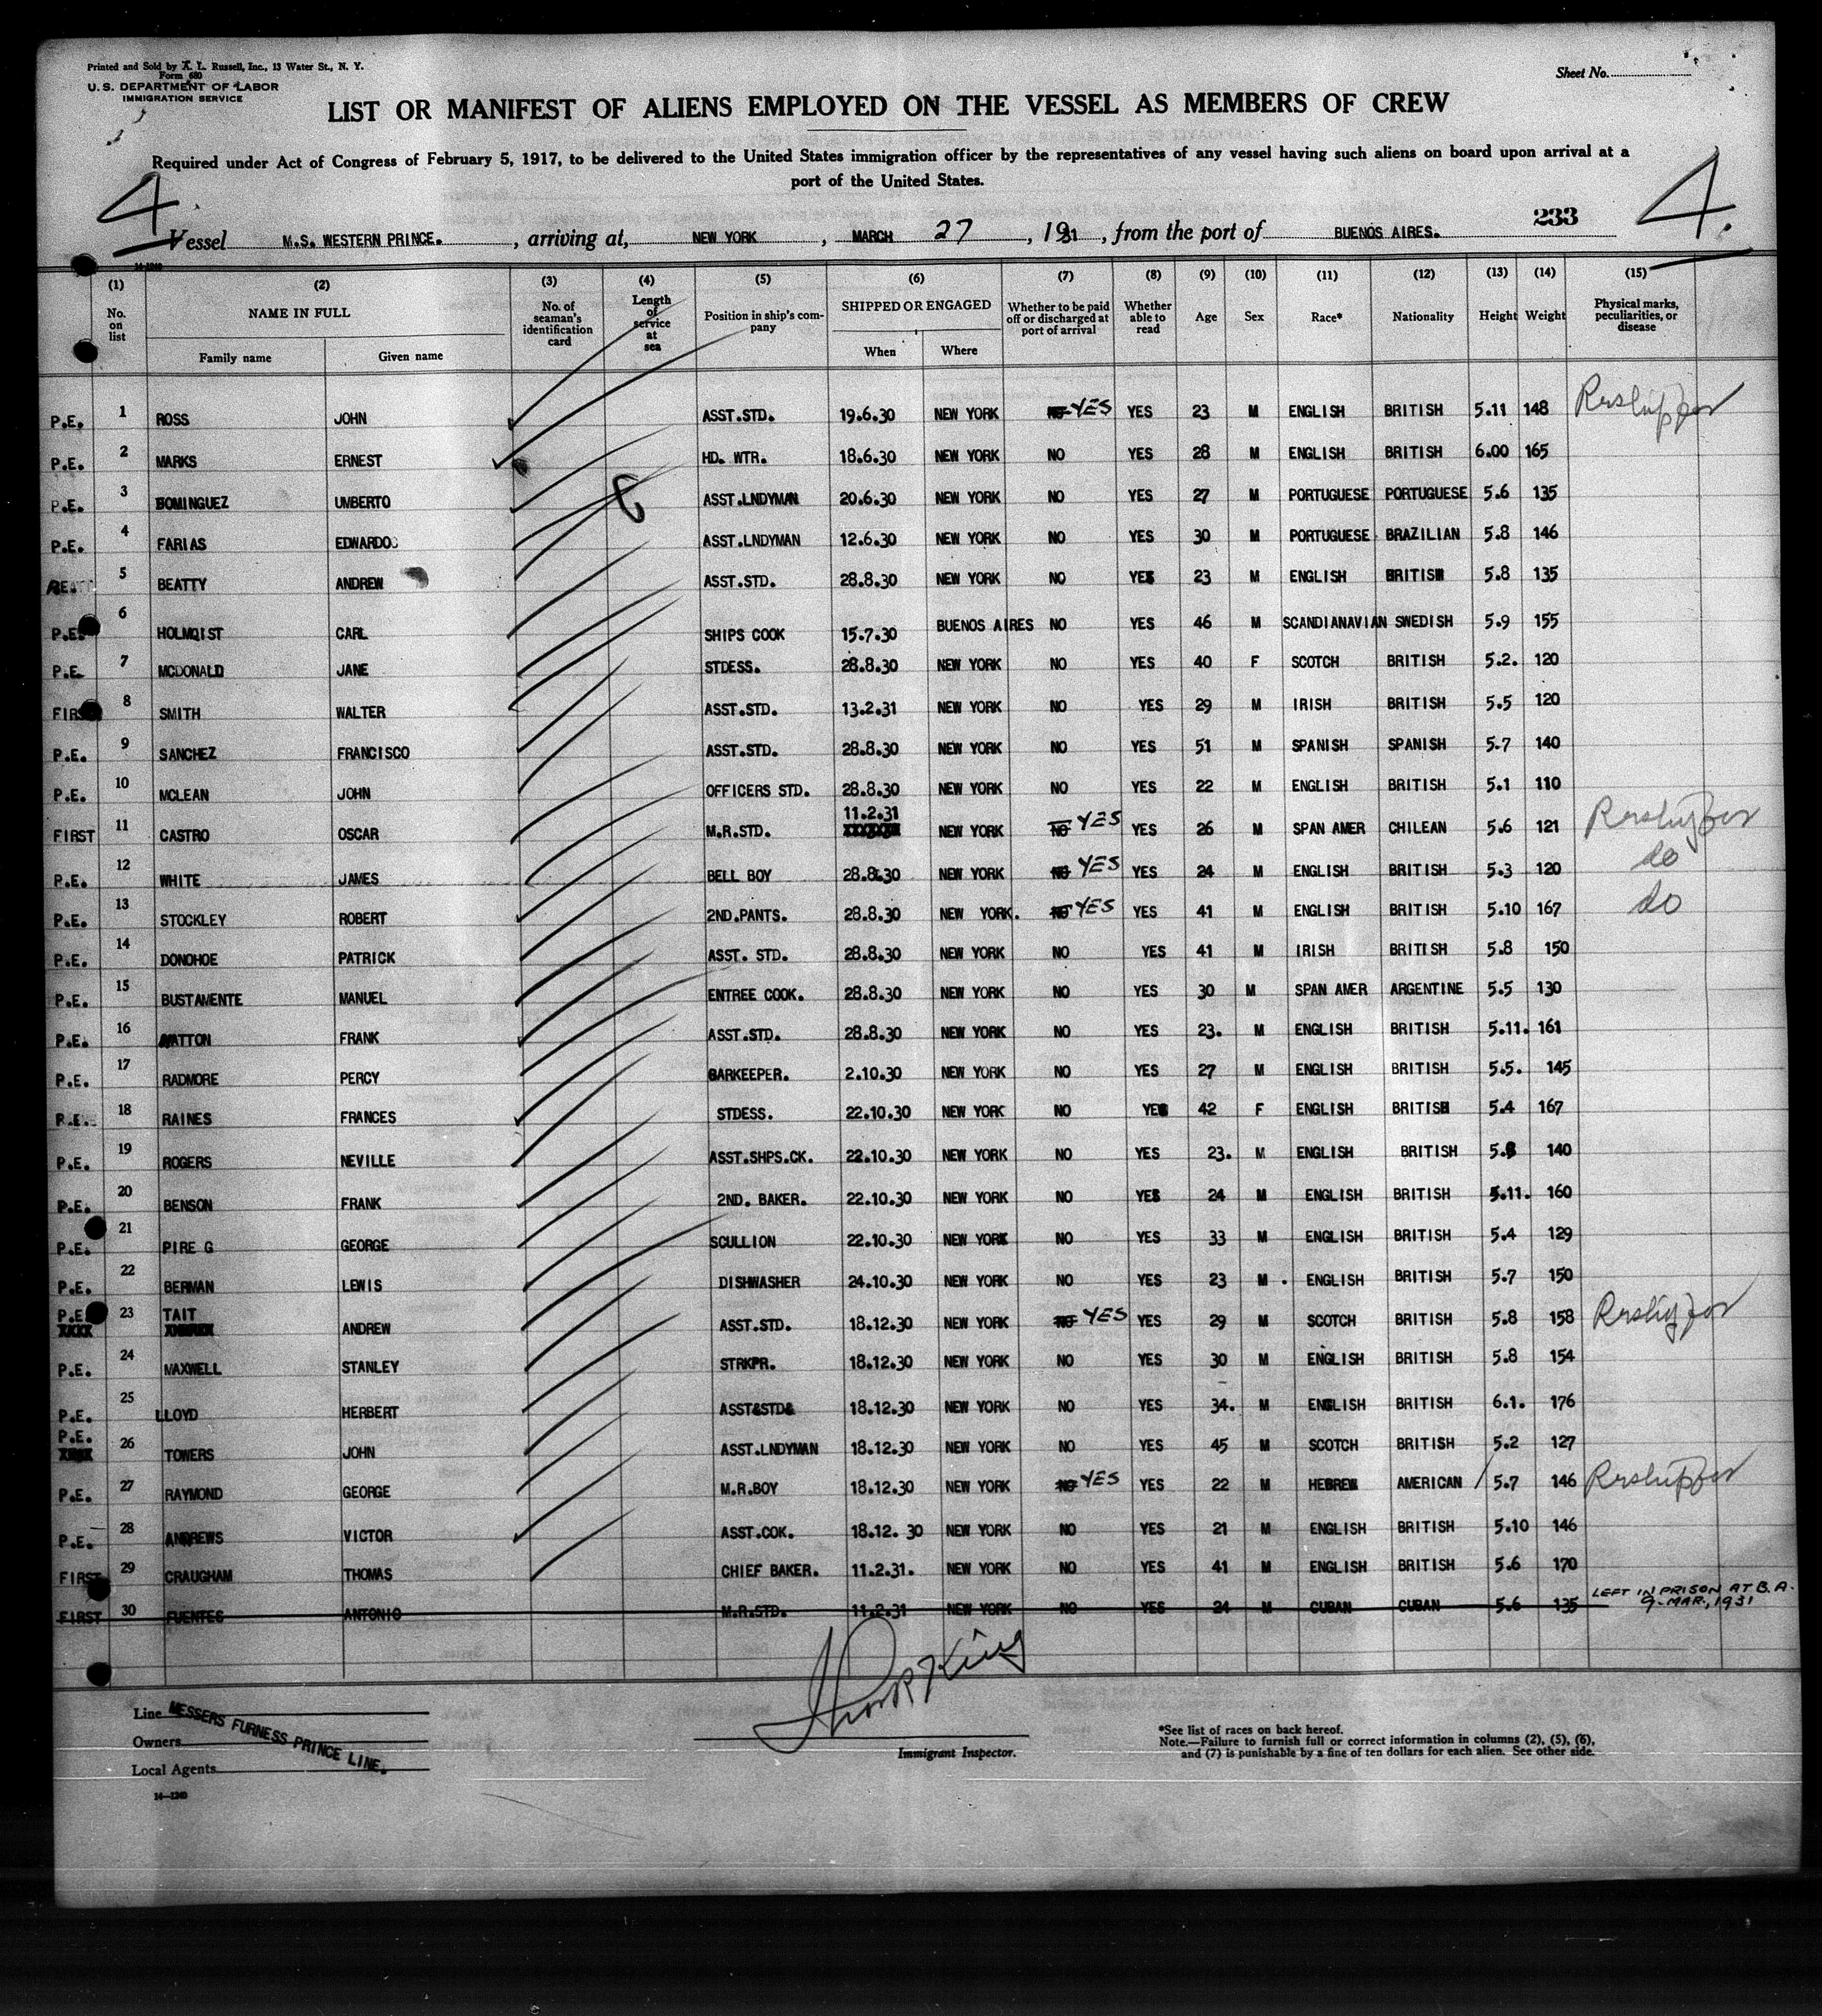 Printed and Sold by A. L. Russell, Inc., 13 Water St., N. Y.
Form 680
U. S. DEPARTMENT OF LABOR
IMMIGRATION SERVICE
Sheet No.
LIST OR MANIFEST OF ALIENS EMPLOYED ON THE VESSEL AS MEMBERS OF CREW
Required under Act of Congress of February 5, 1917, to be delivered to the United States immigration officer by the representatives of any vessel having such aliens on board upon arrival at a
port of the United States.
4. 233 4.
Vessel M.S. WESTERN PRINCE. , arriving at, NEW YORK , MARCH 27 , 1931 , from the port of BUENOS AIRES.
(1) (2) (3) (4) (5) (6) (7) (8) (9) (10) (11) (12) (13) (14) (15)
No. on list NAME IN FULL No. of seaman's identification card Length of service at sea Position in ship's company SHIPPED OR ENGAGED Whether to be paid off or discharged at port of arrival Whether able to read Age Sex Race* Nationality Height Weight Physical marks, peculiarities, or disease
Family name Given name When Where
P.E. 1 ROSS JOHN ASST.STD. 19.6.30 NEW YORK NO YES YES 23 M ENGLISH BRITISH 5.11 148 Reship for
P.E. 2 MARKS ERNEST HD. WTR. 18.6.30 NEW YORK NO YES 28 M ENGLISH BRITISH 6.00 165
P.E. 3 DOMINGUEZ UMBERTO ASST.LNDYMAN 20.6.30 NEW YORK NO YES 27 M PORTUGUESE PORTUGUESE 5.6 135
P.E. 4 FARIAS EDWARDO ASST.LNDYMAN 12.6.30 NEW YORK NO YES 30 M PORTUGUESE BRAZILIAN 5.8 146
5 BEATTY ANDREW ASST.STD. 28.8.30 NEW YORK NO YES 23 M ENGLISH BRITISH 5.8 135
P.E. 6 HOLMQIST CARL SHIPS COOK 15.7.30 BUENOS AIRES NO YES 46 M SCANDIANAVIAN SWEDISH 5.9 155
P.E. 7 MCDONALD JANE STDESS. 28.8.30 NEW YORK NO YES 40 F SCOTCH BRITISH 5.2. 120
FIRST 8 SMITH WALTER ASST.STD. 13.2.31 NEW YORK NO YES 29 M IRISH BRITISH 5.5 120
P.E. 9 SANCHEZ FRANCISCO ASST.STD. 28.8.30 NEW YORK NO YES 51 M SPANISH SPANISH 5.7 140
P.E. 10 MCLEAN JOHN OFFICERS STD. 28.8.30 NEW YORK NO YES 22 M ENGLISH BRITISH 5.1 110
FIRST 11 CASTRO OSCAR M.R.STD. 11.2.31 NEW YORK NO YES YES 26 M SPAN AMER CHILEAN 5.6 121 Reship for
P.E. 12 WHITE JAMES BELL BOY 28.8.30 NEW YORK NO YES YES 24 M ENGLISH BRITISH 5.3 120 do
P.E. 13 STOCKLEY ROBERT 2ND.PANTS. 28.8.30 NEW YORK. NO YES YES 41 M ENGLISH BRITISH 5.10 167 do
P.E. 14 DONOHOE PATRICK ASST. STD. 28.8.30 NEW YORK NO YES 41 M IRISH BRITISH 5.8 150
P.E. 15 BUSTAMENTE MANUEL ENTREE COOK. 28.8.30 NEW YORK NO YES 30 M SPAN AMER ARGENTINE 5.5 130
P.E. 16 FRANK ASST.STD. 28.8.30 NEW YORK NO YES 23. M ENGLISH BRITISH 5.11. 161
P.E. 17 RADMORE PERCY BARKEEPER. 2.10.30 NEW YORK NO YES 27 M ENGLISH BRITISH 5.5. 145
P.E. 18 RAINES FRANCES STDESS. 22.10.30 NEW YORK NO YES 42 F ENGLISH BRITISH 5.4 167
P.E. 19 ROGERS NEVILLE ASST.SHPS.CK. 22.10.30 NEW YORK NO YES 23. M ENGLISH BRITISH 140
P.E. 20 BENSON FRANK 2ND. BAKER. 22.10.30 NEW YORK NO YES 24 M ENGLISH BRITISH 5.11. 160
P.E. 21 PIRE G GEORGE SCULLION 22.10.30 NEW YORK NO YES 33 M ENGLISH BRITISH 5.4 129
P.E. 22 BERMAN LEWIS DISHWASHER 24.10.30 NEW YORK NO YES 23 M . ENGLISH BRITISH 5.7 150
P.E. 23 TAIT ANDREW ASST.STD. 18.12.30 NEW YORK NO YES YES 29 M SCOTCH BRITISH 5.8 158 Reship for
P.E. 24 MAXWELL STANLEY STRKPR. 18.12.30 NEW YORK NO YES 30 M ENGLISH BRITISH 5.8 154
P.E. 25 LLOYD HERBERT ASST&STD& 18.12.30 NEW YORK NO YES 34. M ENGLISH BRITISH 6.1. 176
P.E. 26 TOWERS JOHN ASST.LNDYMAN 18.12.30 NEW YORK NO YES 45 M SCOTCH BRITISH 5.2 127
P.E. 27 RAYMOND GEORGE M.R.BOY 18.12.30 NEW YORK NO YES YES 22 M HEBREW AMERICAN 5.7 146 Reship for
P.E. 28 ANDREWS VICTOR ASST.COK. 18.12. 30 NEW YORK NO YES 21 M ENGLISH BRITISH 5.10 146
FIRST 29 CRAUGHAM THOMAS CHIEF BAKER. 11.2.31. NEW YORK NO YES 41 M ENGLISH BRITISH 5.6 170
FIRST 30 FUENTES ANTONIO M.R.STD. 11.2.31 NEW YORK NO YES 24 M CUBAN CUBAN 5.6 135 LEFT IN PRISON AT B.A. 9-MAR., 1931
Line
Owners
Local Agents
MESSERS FURNESS PRINCE LINE.
Immigrant Inspector.
*See list of races on back hereof.
Note.—Failure to furnish full or correct information in columns (2), (5), (6),
and (7) is punishable by a fine of ten dollars for each alien. See other side.
14—1240